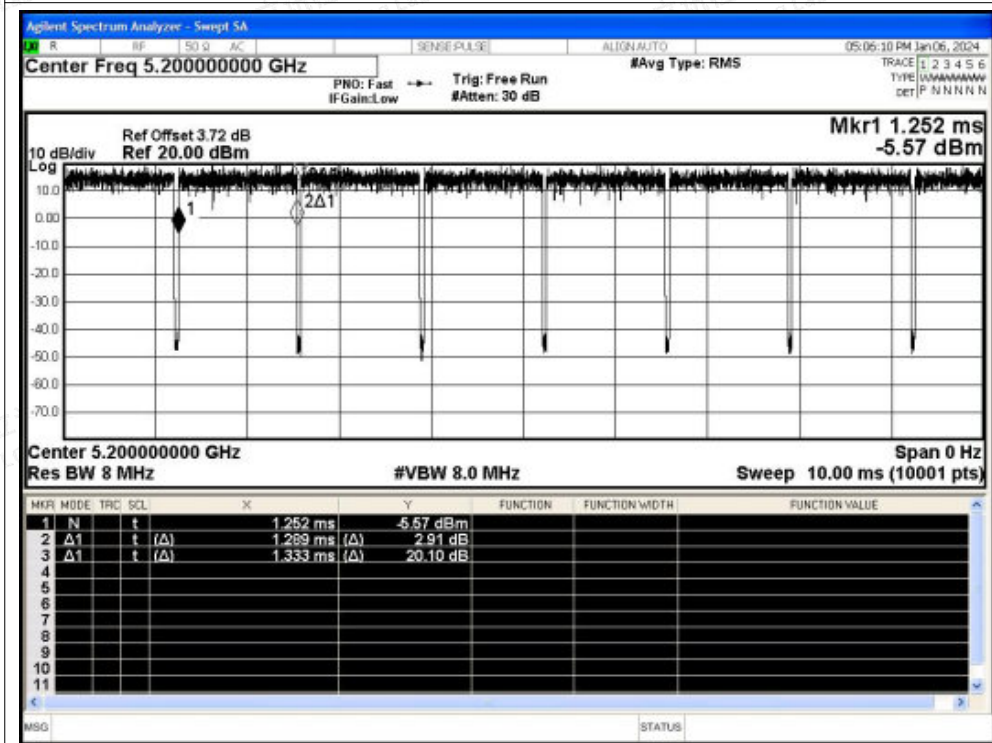 Agilent Spectrum Analyzer - Swept SA
R RF 50 Ω AC SENSE:PULSE ALIGN AUTO 05:06:10 PM Jan 06, 2024
Center Freq 5.200000000 GHz #Avg Type: RMS TRACE 1 2 3 4 5 6
PNO: Fast Trig: Free Run TYPE WWWWWW
IFGain:Low #Atten: 30 dB DET P N N N N N
Mkr1 1.252 ms
Ref Offset 3.72 dB
10 dB/div Ref 20.00 dBm -5.57 dBm
Log
10.0
0.00
-10.0
-20.0
-30.0
-40.0
-50.0
-60.0
-70.0
1
2Δ1
Center 5.200000000 GHz Span 0 Hz
Res BW 8 MHz #VBW 8.0 MHz Sweep 10.00 ms (10001 pts)
MKR MODE TRC SCL X Y FUNCTION FUNCTION WIDTH FUNCTION VALUE
1 N t 1.252 ms -5.57 dBm
2 Δ1 t (Δ) 1.289 ms (Δ) 2.91 dB
3 Δ1 t (Δ) 1.333 ms (Δ) 20.10 dB
4
5
6
7
8
9
10
11
MSG STATUS